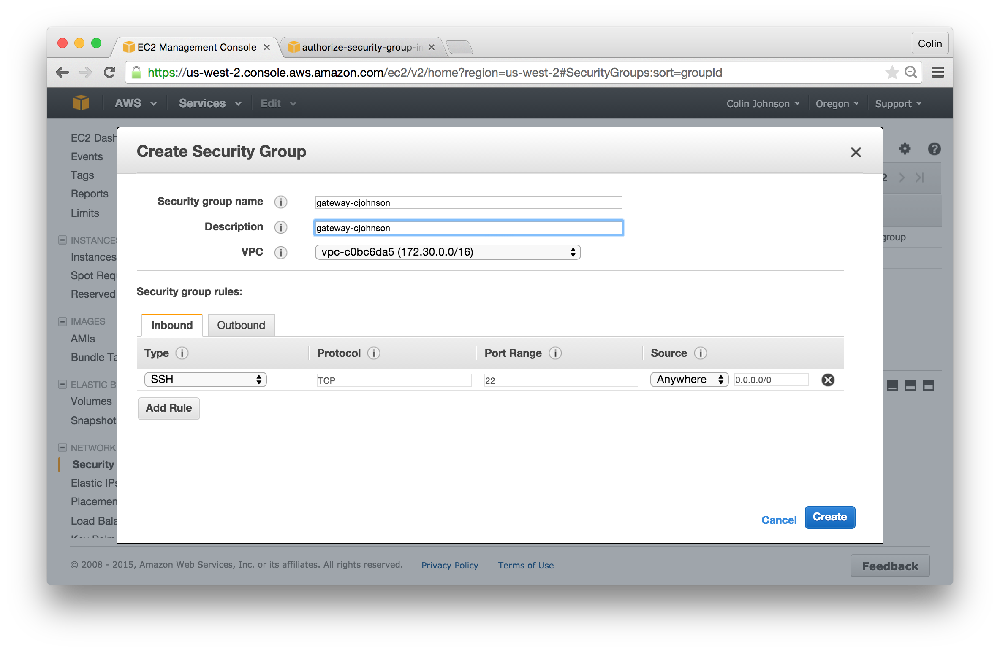 EC2 Management Console
authorize-security-group-in
Colin
https://us-west-2.console.aws.amazon.com/ec2/v2/home?region=us-west-2#SecurityGroups:sort=groupId
AWS Services Edit Colin Johnson Oregon Support
EC2 Dash
Events
Tags
Reports
Limits
INSTANCES
Instances
Spot Req
Reserved
IMAGES
AMIs
Bundle Ta
ELASTIC B
Volumes
Snapshot
NETWORK
Security
Elastic IPs
Placemen
Load Bala
Key Pairs
Create Security Group
2
group
Security group name gateway-cjohnson
Description gateway-cjohnson
VPC vpc-c0bc6da5 (172.30.0.0/16)
Security group rules:
Inbound Outbound
Type Protocol Port Range Source
SSH TCP 22 Anywhere 0.0.0.0/0
Add Rule
Cancel Create
© 2008 - 2015, Amazon Web Services, Inc. or its affiliates. All rights reserved. Privacy Policy Terms of Use Feedback